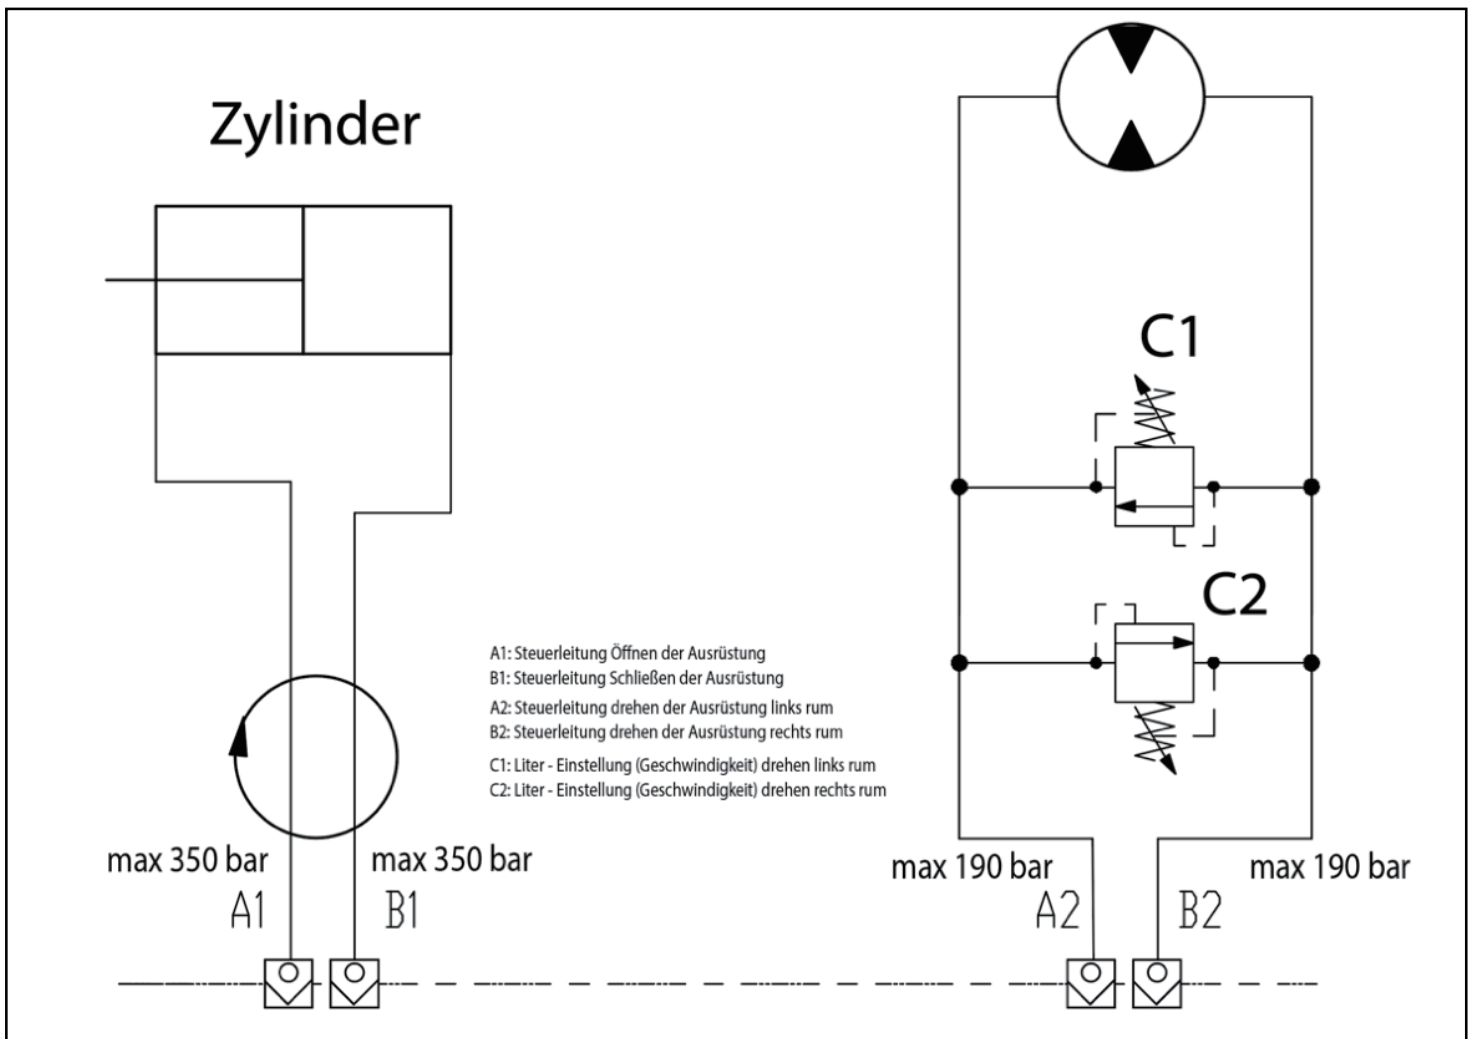 Zylinder
C1
C2
A1: Steuerleitung Öffnen der Ausrüstung
B1: Steuerleitung Schließen der Ausrüstung
A2: Steuerleitung drehen der Ausrüstung links rum
B2: Steuerleitung drehen der Ausrüstung rechts rum
C1: Liter - Einstellung (Geschwindigkeit) drehen links rum
C2: Liter - Einstellung (Geschwindigkeit) drehen rechts rum
max 350 bar
max 350 bar
max 190 bar
max 190 bar
A1
B1
A2
B2